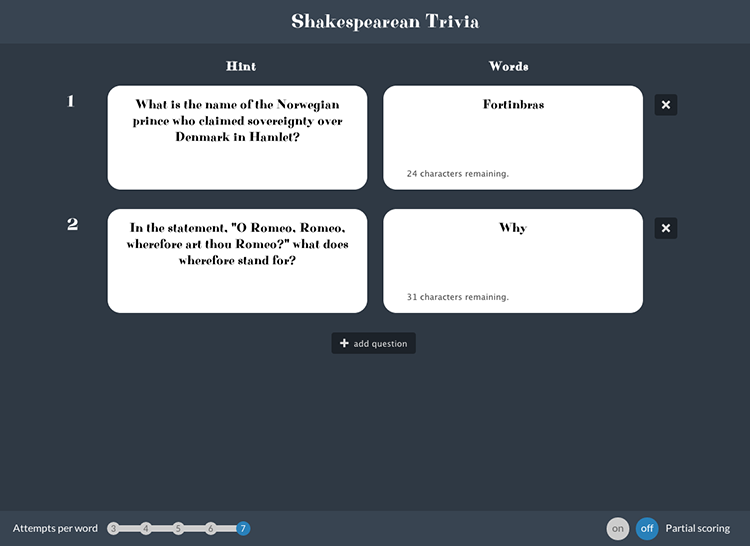 Shakespearean Trivia
Hint
Words
1
What is the name of the Norwegian
prince who claimed sovereignty over
Denmark in Hamlet?
Fortinbras
24 characters remaining.
2
In the statement, "O Romeo, Romeo,
wherefore art thou Romeo?" what does
wherefore stand for?
Why
31 characters remaining.
add question
Attempts per word 3 4 5 6 7
on off Partial scoring